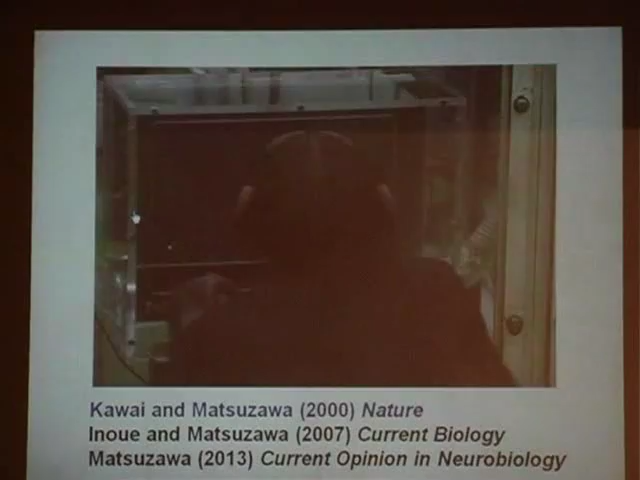 Kawai and Matsuzawa (2000) Nature
Inoue and Matsuzawa (2007) Current Biology
Matsuzawa (2013) Current Opinion in Neurobiology